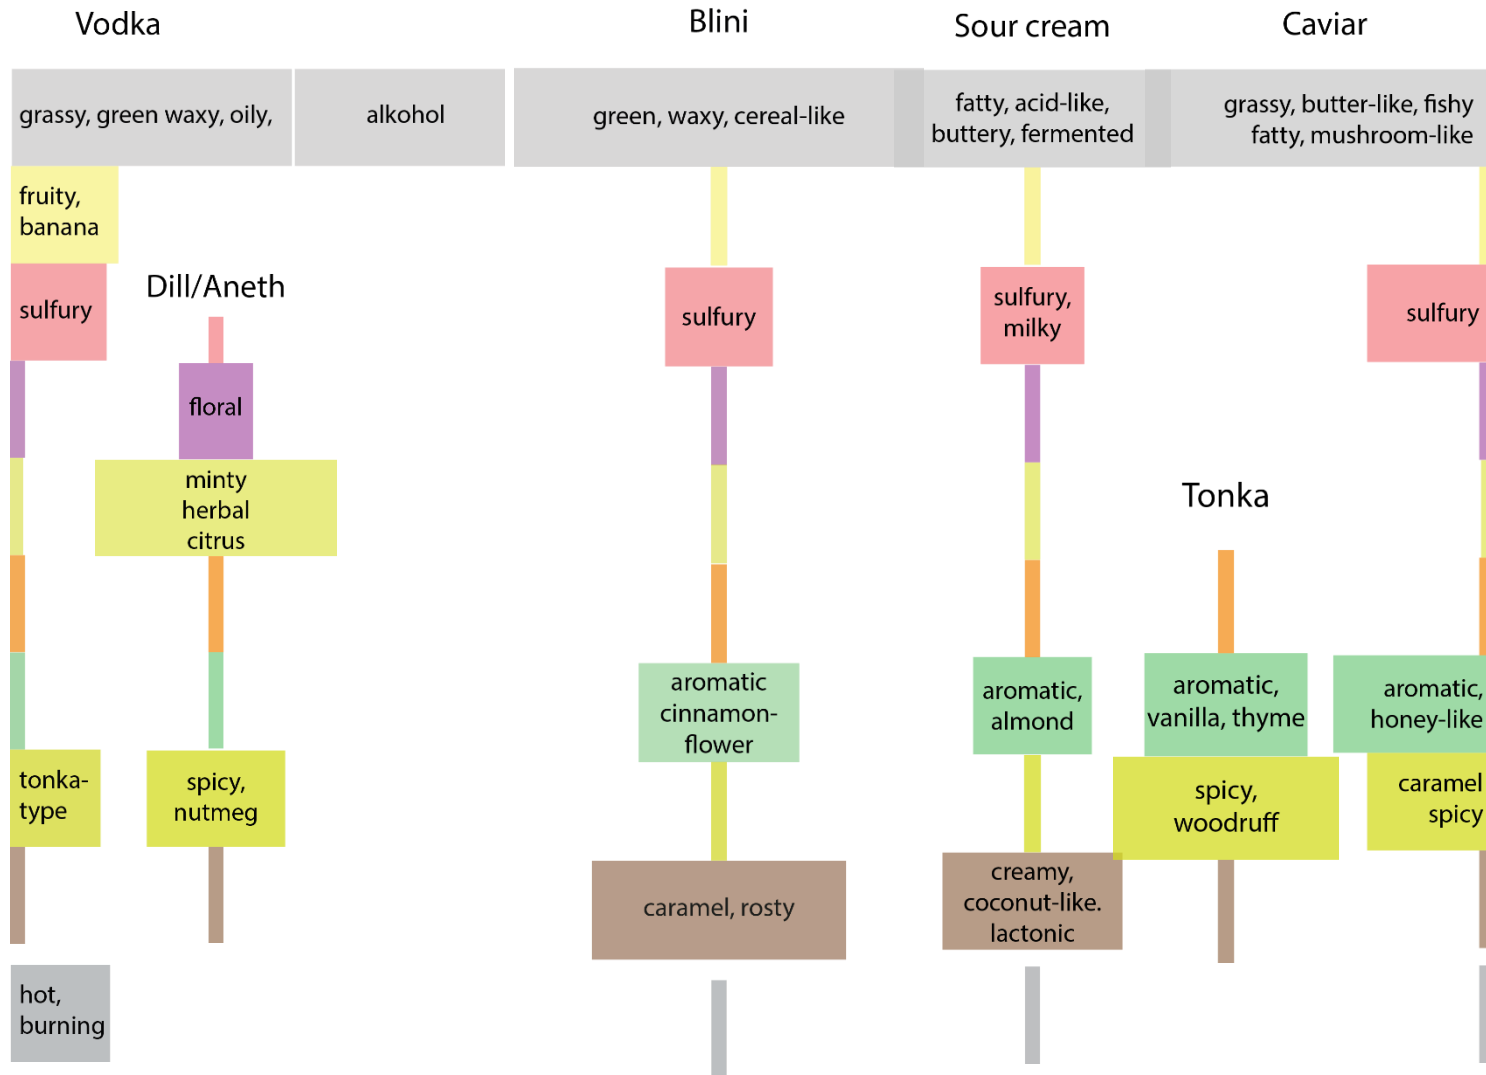 Vodka
Blini
Sour cream
Caviar
grassy, green waxy, oily,
alkohol
green, waxy, cereal-like
fatty, acid-like,
buttery, fermented
grassy, butter-like, fishy
fatty, mushroom-like
fruity,
banana
Dill/Aneth
sulfury
sulfury
sulfury,
milky
sulfury
floral
minty
herbal
citrus
Tonka
aromatic
cinnamon-
flower
aromatic,
almond
aromatic,
vanilla, thyme
aromatic,
honey-like
tonka-
type
spicy,
nutmeg
spicy,
woodruff
caramel
spicy
caramel, rosty
creamy,
coconut-like.
lactonic
hot,
burning